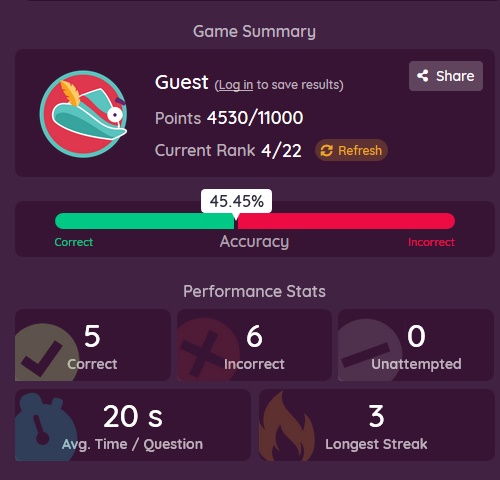 Game Summary
Guest (Log in to save results)
Share
Points 4530/11000
Current Rank 4/22 Refresh
45.45%
Correct Accuracy Incorrect
Performance Stats
5 6 0
Correct Incorrect Unattempted
20 s 3
Avg. Time / Question Longest Streak